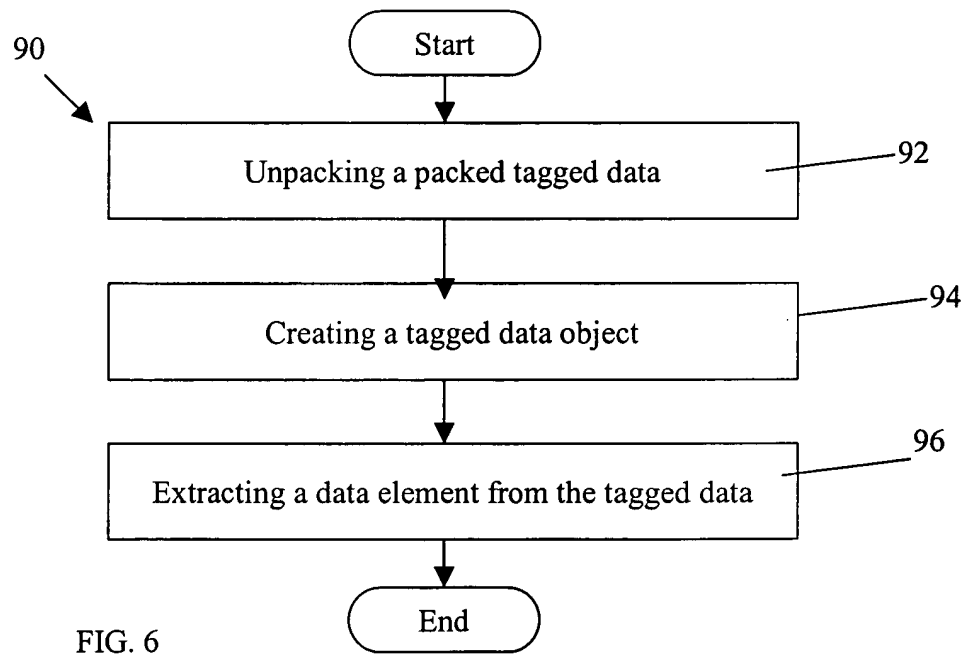 Start
90
Unpacking a packed tagged data
92
Creating a tagged data object
94
Extracting a data element from the tagged data
96
End
FIG. 6